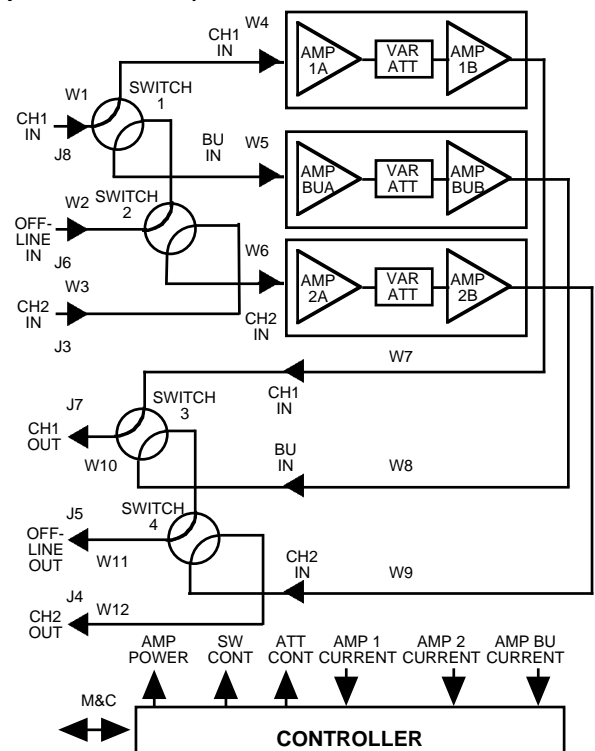 CH1
IN
W4
AMP
1A
VAR
ATT
AMP
1B
W1
SWITCH
1
CH1
IN
J8
BU
IN
W5
AMP
BUA
VAR
ATT
AMP
BUB
W2
SWITCH
2
OFF-
LINE
IN
J6
W3
W6
AMP
2A
VAR
ATT
AMP
2B
CH2
IN
J3
CH2
IN
W7
CH1
IN
J7
SWITCH
3
CH1
OUT
W10
BU
IN
W8
J5
SWITCH
4
OFF-
LINE
OUT
W11
CH2
IN
W9
J4
W12
CH2
OUT
AMP
POWER
SW
CONT
ATT
CONT
AMP 1
CURRENT
AMP 2
CURRENT
AMP BU
CURRENT
M&C
CONTROLLER